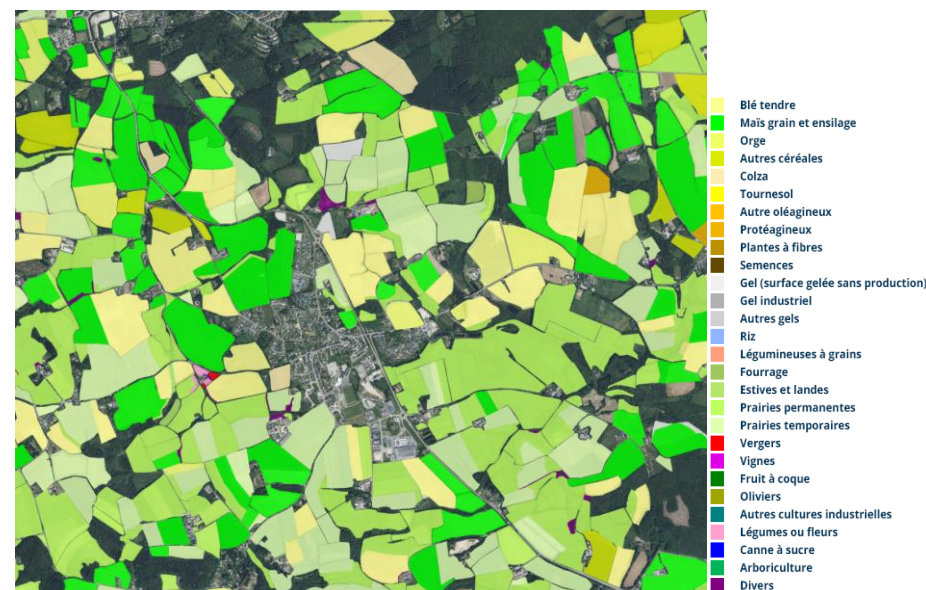 Blé tendre
Maïs grain et ensilage
Orge
Autres céréales
Colza
Tournesol
Autre oléagineux
Protéagineux
Plantes à fibres
Semences
Gel (surface gelée sans production)
Gel industriel
Autres gels
Riz
Légumineuses à grains
Fourrage
Estives et landes
Prairies permanentes
Prairies temporaires
Vergers
Vignes
Fruit à coque
Oliviers
Autres cultures industrielles
Légumes ou fleurs
Canne à sucre
Arboriculture
Divers